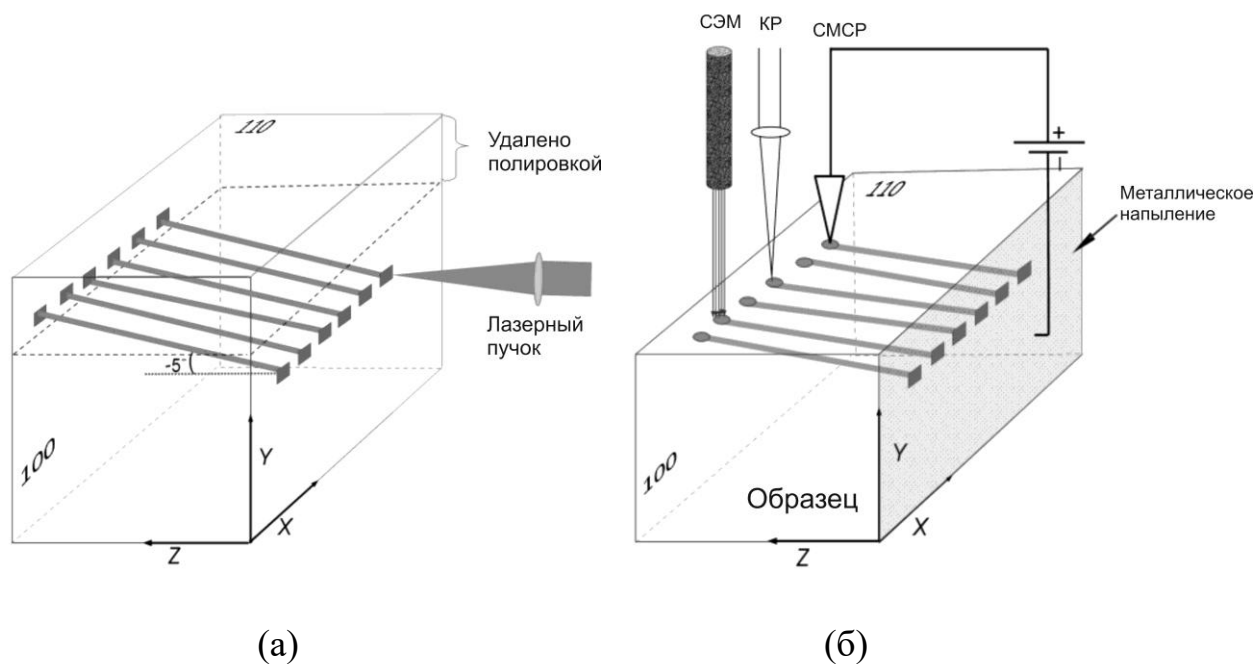 110
Удалено
полировкой
Лазерный
пучок
-5
100
Y
X
Z
(а)
СЭМ
КР
СМСР
+
–
110
Металлическое
напыление
100
Образец
Y
X
Z
(б)